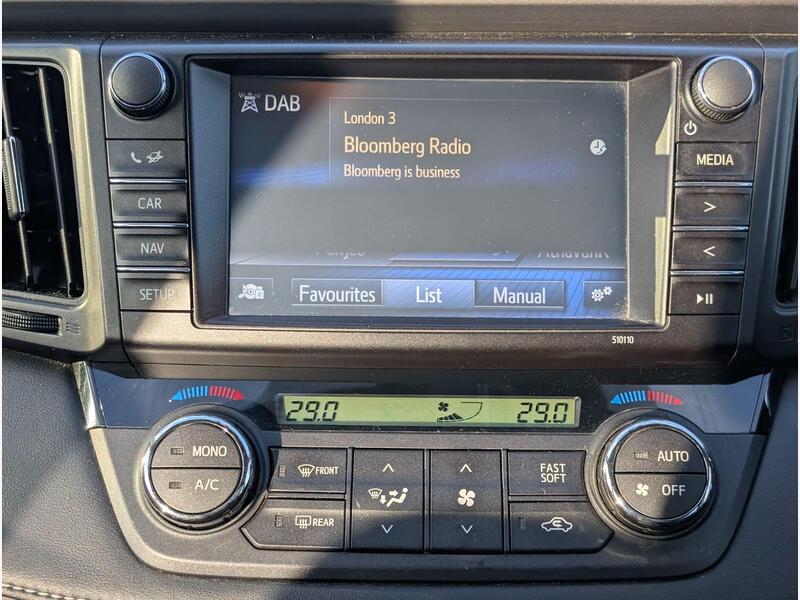 DAB
London 3
Bloomberg Radio
Bloomberg is business
Favourites List Manual
CAR
NAV
SETUP
MEDIA
>
<
510110
29.0 29.0
MONO
A/C
FRONT
REAR
FAST
SOFT
AUTO
OFF